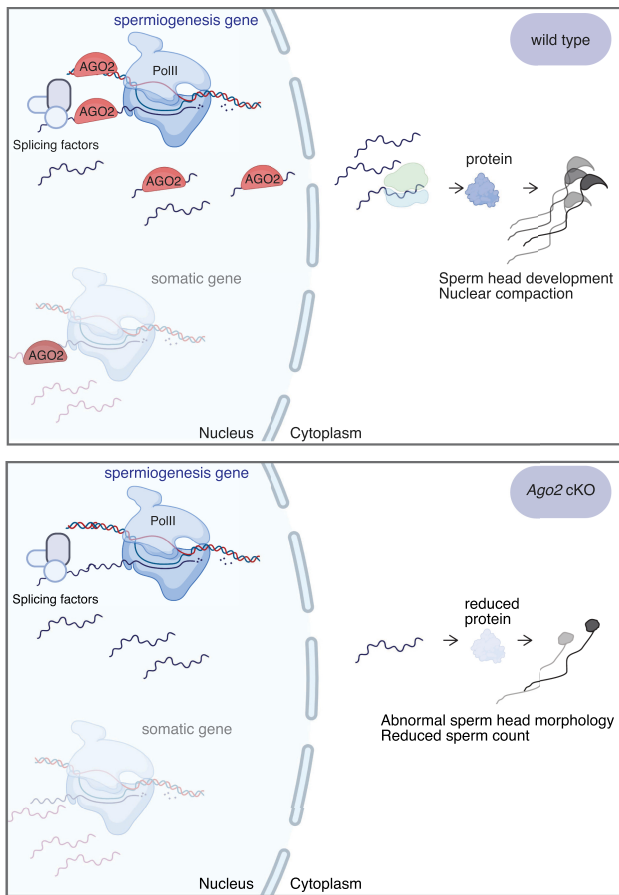 spermiogenesis gene
wild type
AGO2
PolII
AGO2
Splicing factors
AGO2
AGO2
protein
somatic gene
Sperm head development
Nuclear compaction
AGO2
Nucleus
Cytoplasm
spermiogenesis gene
Ago2 cKO
PolII
Splicing factors
reduced
protein
somatic gene
Abnormal sperm head morphology
Reduced sperm count
Nucleus
Cytoplasm